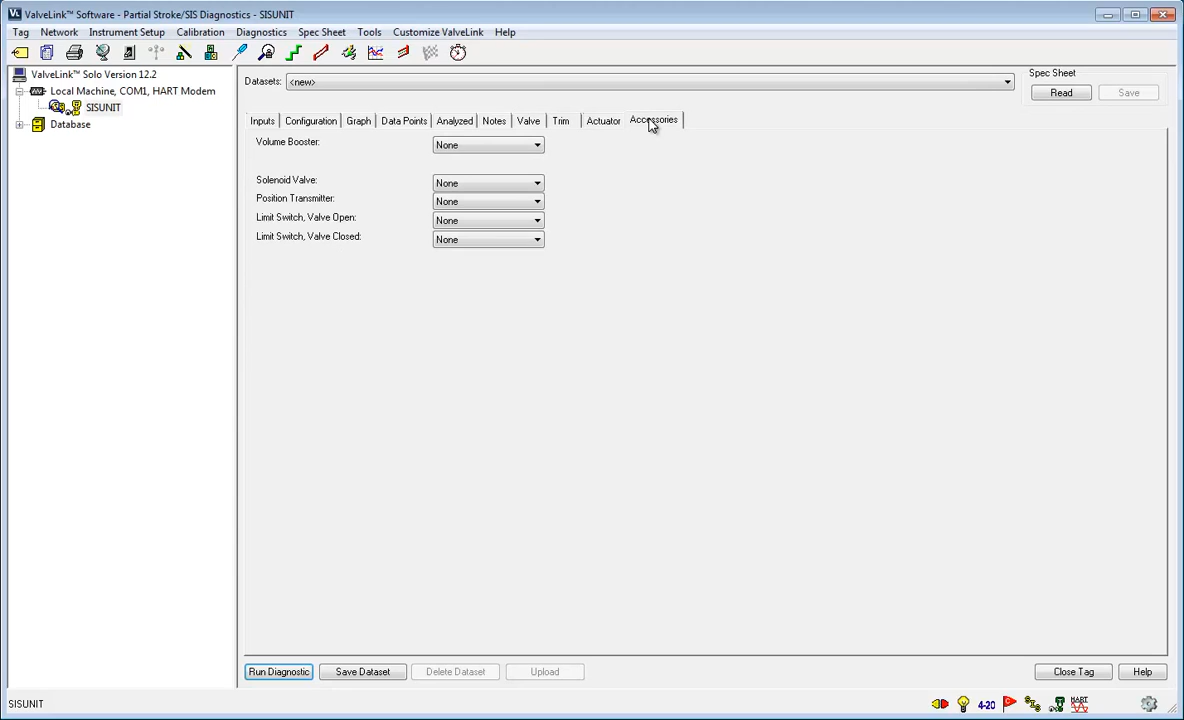 ValveLink™ Software - Partial Stroke/SIS Diagnostics - SISUNIT
Tag Network Instrument Setup Calibration Diagnostics Spec Sheet Tools Customize ValveLink Help
ValveLink™ Solo Version 12.2
Local Machine, COM1, HART Modem
SISUNIT
Database
Datasets: <new>
Spec Sheet
Read Save
Inputs Configuration Graph Data Points Analyzed Notes Valve Trim Actuator Accessories
Volume Booster: None
Solenoid Valve: None
Position Transmitter: None
Limit Switch, Valve Open: None
Limit Switch, Valve Closed: None
Run Diagnostic Save Dataset Delete Dataset Upload Close Tag Help
SISUNIT 4-20 HART